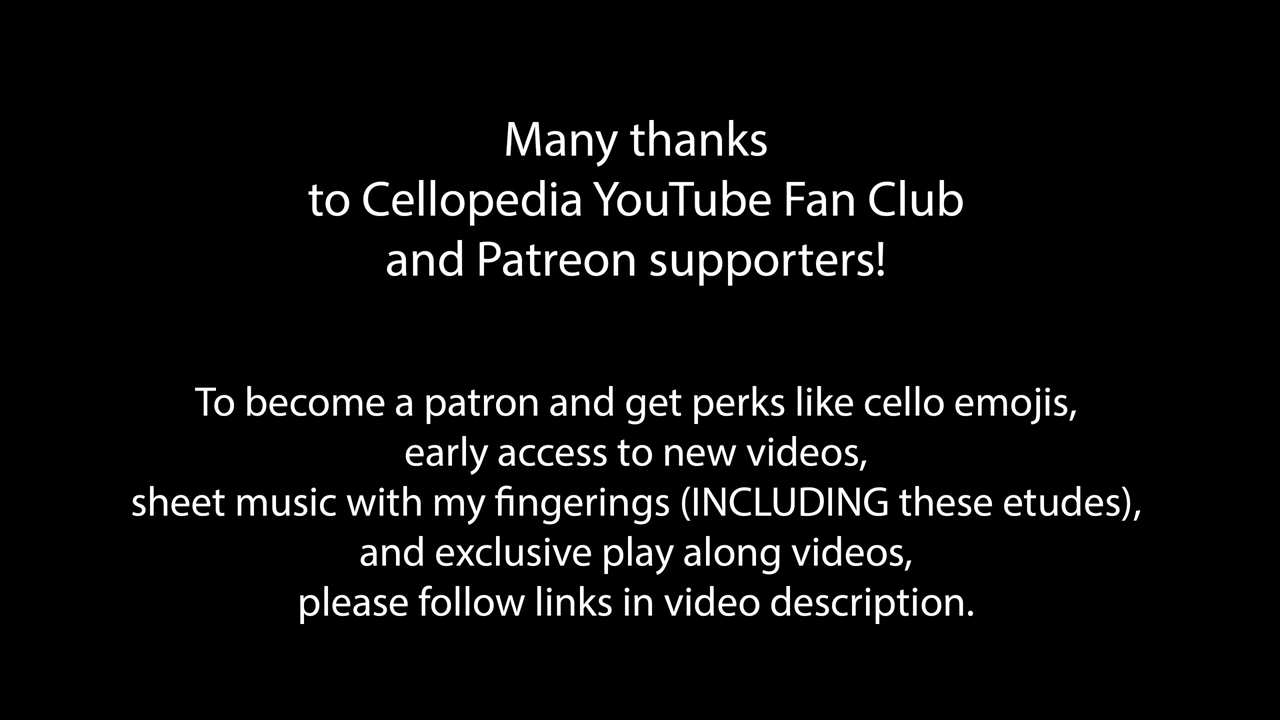 Many thanks
to Cellopedia YouTube Fan Club
and Patreon supporters!
To become a patron and get perks like cello emojis,
early access to new videos,
sheet music with my fingerings (INCLUDING these etudes),
and exclusive play along videos,
please follow links in video description.